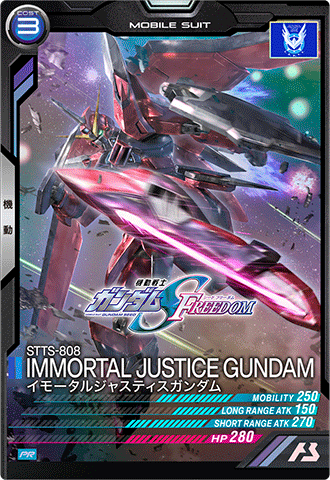 COST
3
MOBILE SUIT
機動
機動戦士
ガンダム SEED FREEDOM
STTS-808
IMMORTAL JUSTICE GUNDAM
イモータルジャスティスガンダム
MOBILITY 250
LONG RANGE ATK 150
SHORT RANGE ATK 270
HP 280
PR